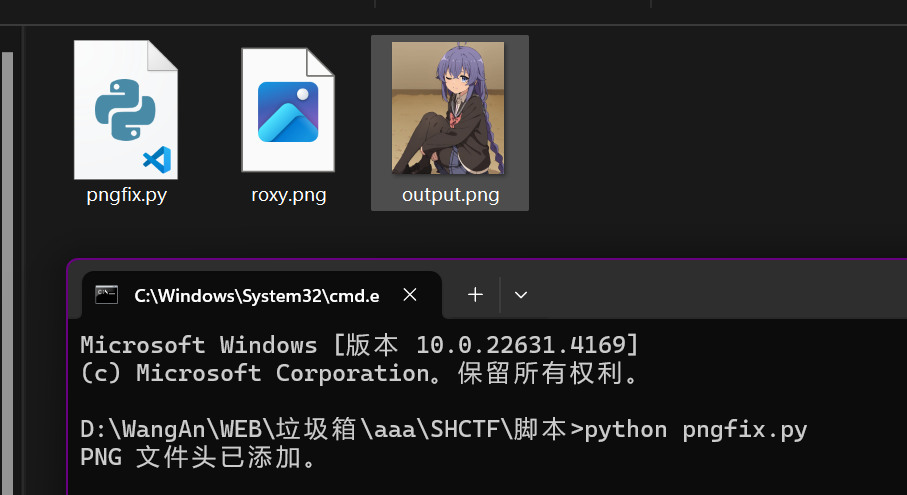 pngfix.py
roxy.png
output.png
C:\Windows\System32\cmd.e
Microsoft Windows [版本 10.0.22631.4169]
(c) Microsoft Corporation。保留所有权利。
D:\WangAn\WEB\垃圾箱\aaa\SHCTF\脚本>python pngfix.py
PNG 文件头已添加。